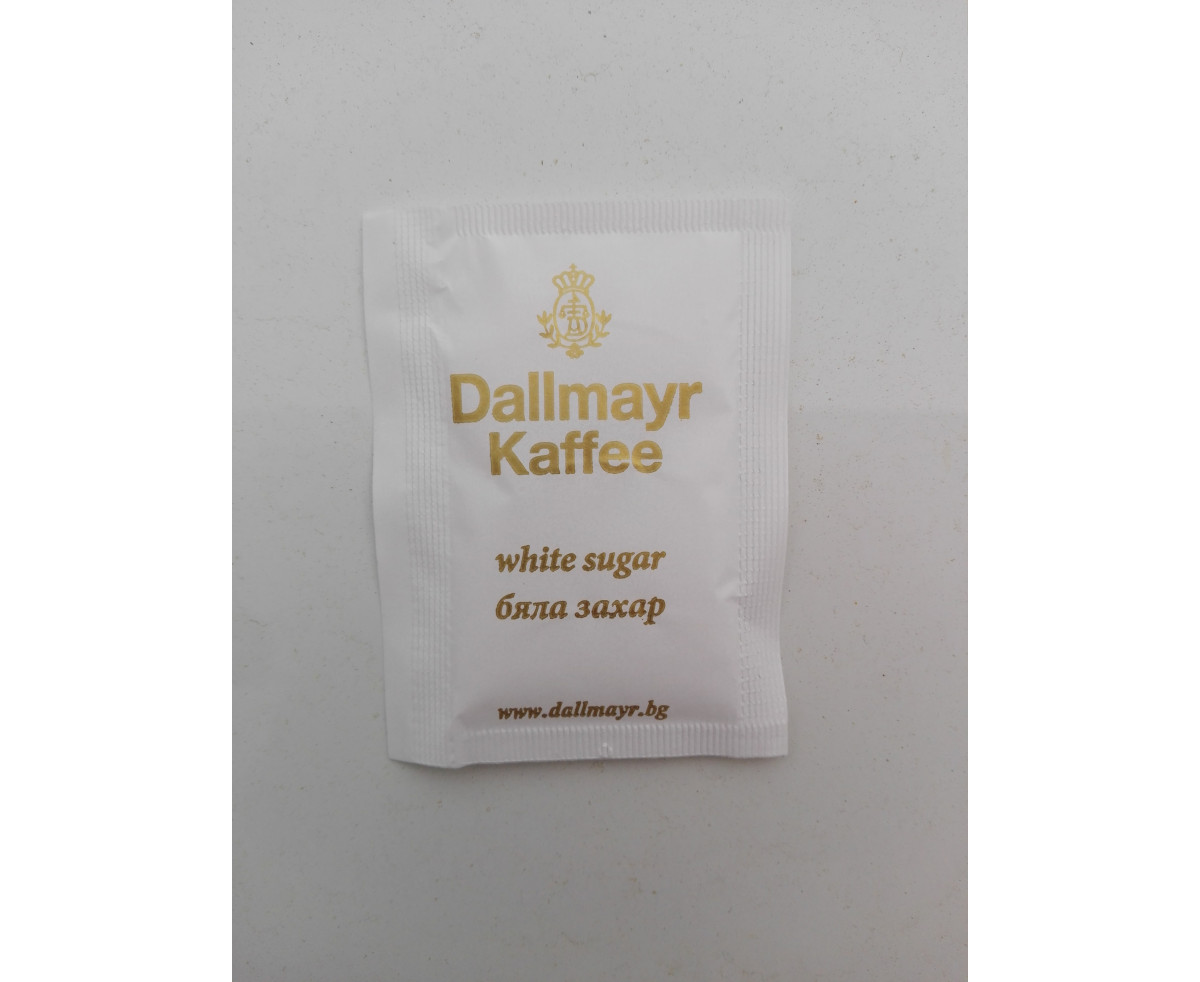 Dallmayr
Kaffee
white sugar
бяла захар
www.dallmayr.bg